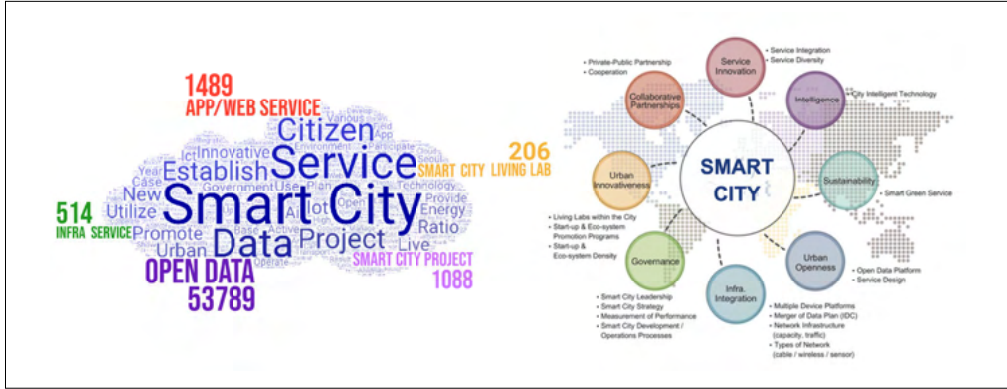 1489
APP/WEB SERVICE
Citizen
Various
App
Environment
Participate
Ict
Innovative
Service
206
Year
Establish
SMART CITY LIVING LAB
Case
Government
Use
Plan
Technology
New
Smart City
Provide
514
Utilize
AI
Iot
Open
Energy
INFRA SERVICE
Promote
Base
Active
Ratio
Urban
Data
Project
Live
OPEN DATA
Operate
SMART CITY PROJECT
53789
1088
Service
Innovation
• Service Integration
• Service Diversity
• Private-Public Partnership
• Cooperation
Collaborative
Partnerships
Intelligence
• City Intelligent Technology
SMART
CITY
Urban
Innovativeness
Sustainability
• Smart Green Service
• Living Labs within the City
• Start-up & Eco-system
Promotion Programs
• Start-up &
Eco-system Density
Governance
Urban
Openness
• Open Data Platform
• Service Design
Infra.
Integration
• Smart City Leadership
• Smart City Strategy
• Measurement of Performance
• Smart City Development /
Operations Processes
• Multiple Device Platforms
• Merger of Data Plan (IDC)
• Network Infrastructure
(capacity, traffic)
• Types of Network
(cable / wireless / sensor)